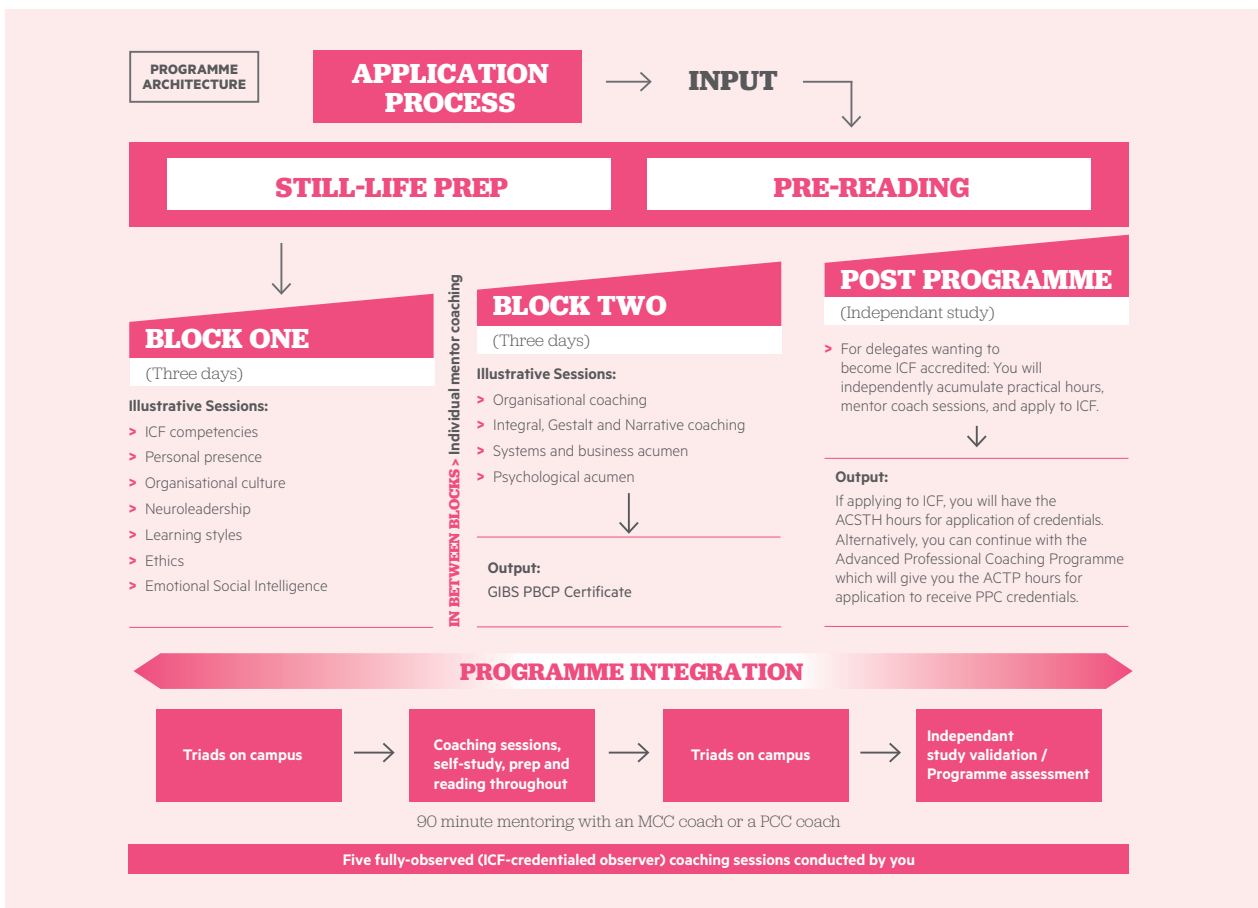 PROGRAMME
ARCHITECTURE
APPLICATION
PROCESS
INPUT
STILL-LIFE PREP
PRE-READING
BLOCK ONE
(Three days)
Illustrative Sessions:
> ICF competencies
> Personal presence
> Organisational culture
> Neuroleadership
> Learning styles
> Ethics
> Emotional Social Intelligence
IN BETWEEN BLOCKS > Individual mentor coaching
BLOCK TWO
(Three days)
Illustrative Sessions:
> Organisational coaching
> Integral, Gestalt and Narrative coaching
> Systems and business acumen
> Psychological acumen
Output:
GIBS PBCP Certificate
POST PROGRAMME
(Independant study)
> For delegates wanting to
become ICF accredited: You will
independently acumulate practical hours,
mentor coach sessions, and apply to ICF.
Output:
If applying to ICF, you will have the
ACSTH hours for application of credentials.
Alternatively, you can continue with the
Advanced Professional Coaching Programme
which will give you the ACTP hours for
application to receive PPC credentials.
PROGRAMME INTEGRATION
Triads on campus
Coaching sessions,
self-study, prep and
reading throughout
Triads on campus
Independant
study validation /
Programme assessment
90 minute mentoring with an MCC coach or a PCC coach
Five fully-observed (ICF-credentialed observer) coaching sessions conducted by you